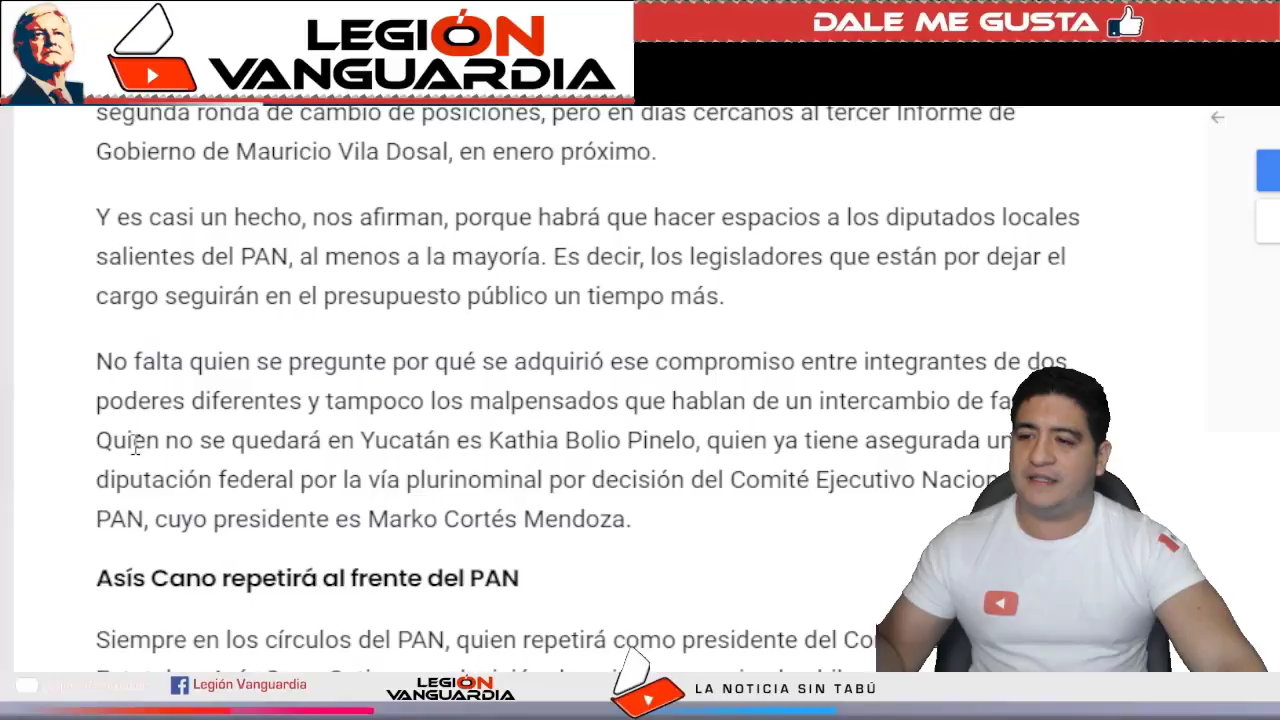 LEGIÓN
VANGUARDIA
DALE ME GUSTA
segunda ronda de cambio de posiciones, pero en días cercanos al tercer Informe de
Gobierno de Mauricio Vila Dosal, en enero próximo.
Y es casi un hecho, nos afirman, porque habrá que hacer espacios a los diputados locales
salientes del PAN, al menos a la mayoría. Es decir, los legisladores que están por dejar el
cargo seguirán en el presupuesto público un tiempo más.
No falta quien se pregunte por qué se adquirió ese compromiso entre integrantes de dos
poderes diferentes y tampoco los malpensados que hablan de un intercambio de
Quien no se quedará en Yucatán es Kathia Bolio Pinelo, quien ya tiene asegurada
diputación federal por la vía plurinominal por decisión del Comité Ejecutivo
PAN, cuyo presidente es Marko Cortés Mendoza.
Asís Cano repetirá al frente del PAN
Siempre en los círculos del PAN, quien repetirá como presidente del
Legión Vanguardia
LEGIÓN
VANGUARDIA
LA NOTICIA SIN TABÚ